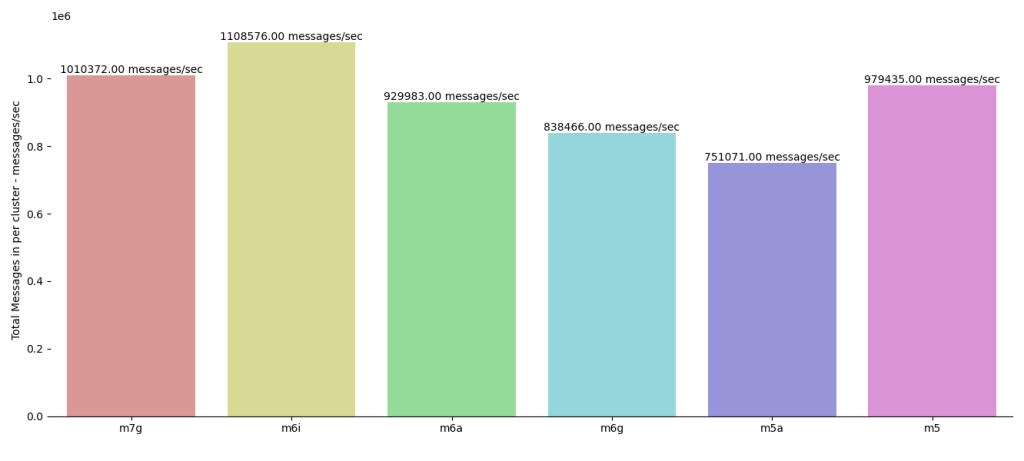 1e6
1108576.00 messages/sec
1010372.00 messages/sec
979435.00 messages/sec
929983.00 messages/sec
838466.00 messages/sec
751071.00 messages/sec
Total Messages in per cluster - messages/sec
1.0
0.8
0.6
0.4
0.2
0.0
m7g
m6i
m6a
m6g
m5a
m5